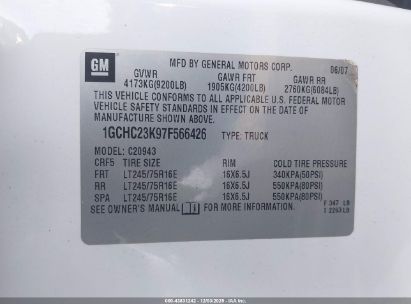 GM
MFD BY GENERAL MOTORS CORP.
06/07
GVWR GAWR FRT GAWR RR
4173KG(9200LB) 1905KG(4200LB) 2760KG(6084LB)
THIS VEHICLE CONFORMS TO ALL APPLICABLE U.S. FEDERAL MOTOR
VEHICLE SAFETY STANDARDS IN EFFECT ON THE DATE OF
MANUFACTURE SHOWN ABOVE.
1GCHC23K97F566426 TYPE: TRUCK
MODEL: C20943
CRF5 TIRE SIZE RIM COLD TIRE PRESSURE
FRT LT245/75R16E 16X6.5J 340KPA(50PSI)
RR LT245/75R16E 16X6.5J 550KPA(80PSI)
SPA LT245/75R16E 16X6.5J 550KPA(80PSI)
SEE OWNER'S MANUAL FOR MORE INFORMATION.